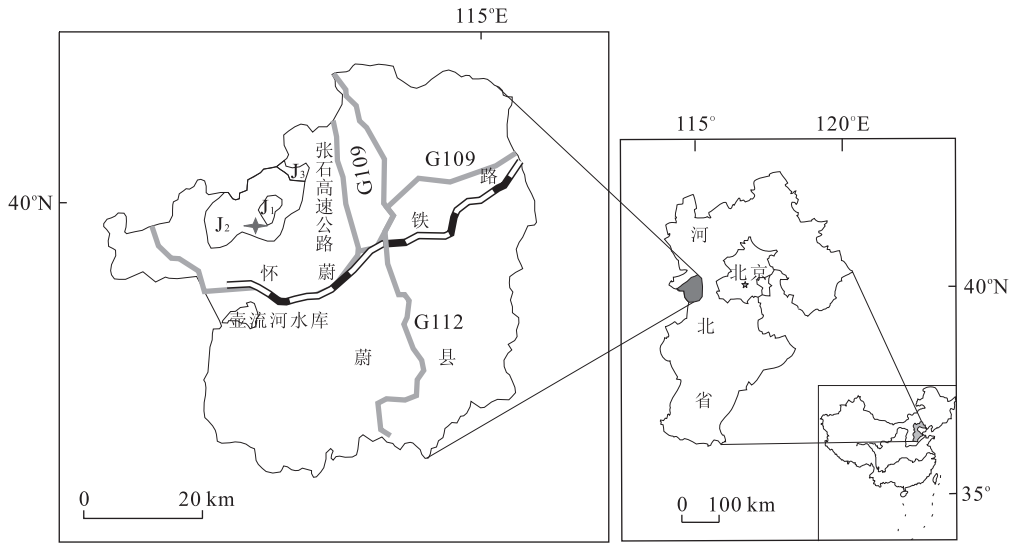 115°E
40°N
张石高速公路
G109
G109
J₃
J₁
J₂
怀 蔚 铁 路
壶流河水库
G112
蔚 县
0 20 km
115° 120°E
河 北 省
北京
40°N
35°
0 100 km